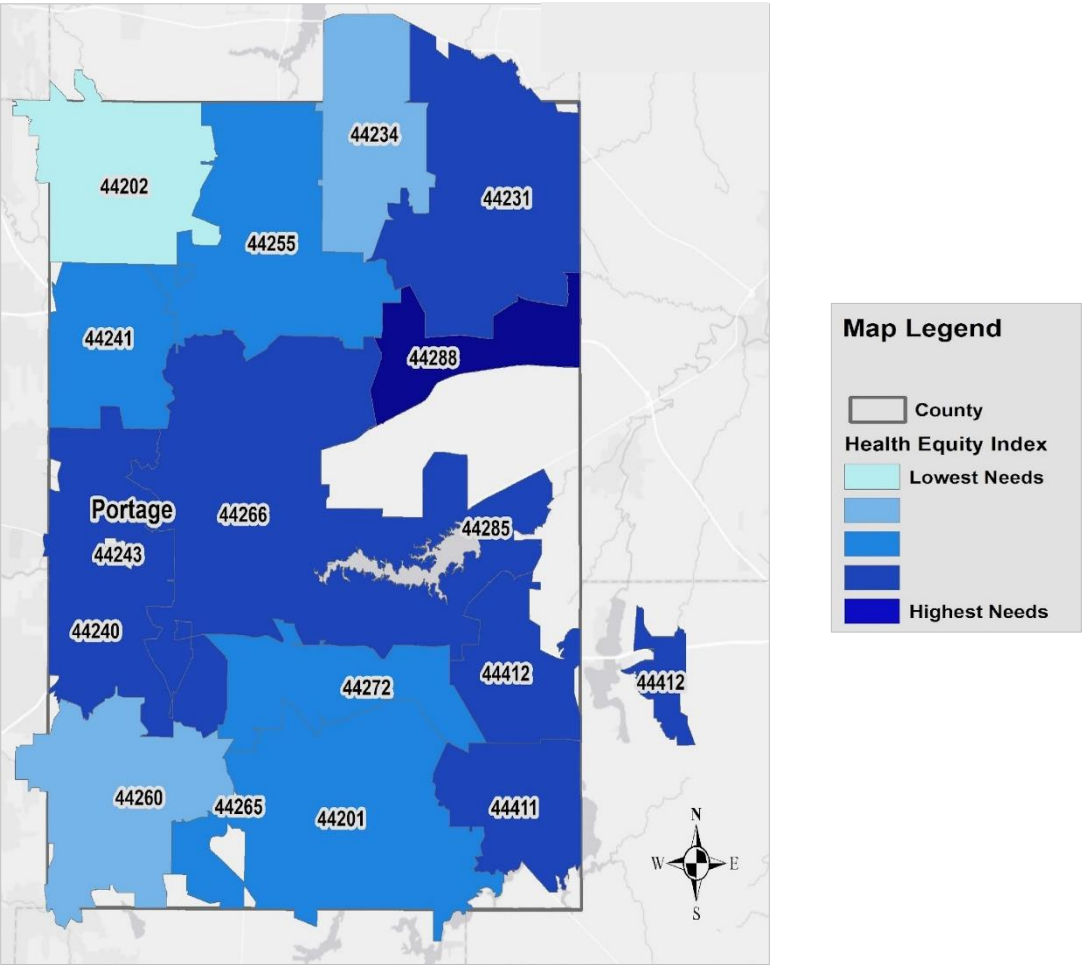 44234
44202
44231
44255
44241
44288
Portage
44266
44285
44243
44240
44412
44272
44412
44260
44265
44201
44411
N
W
E
S
Map Legend
County
Health Equity Index
Lowest Needs
Highest Needs